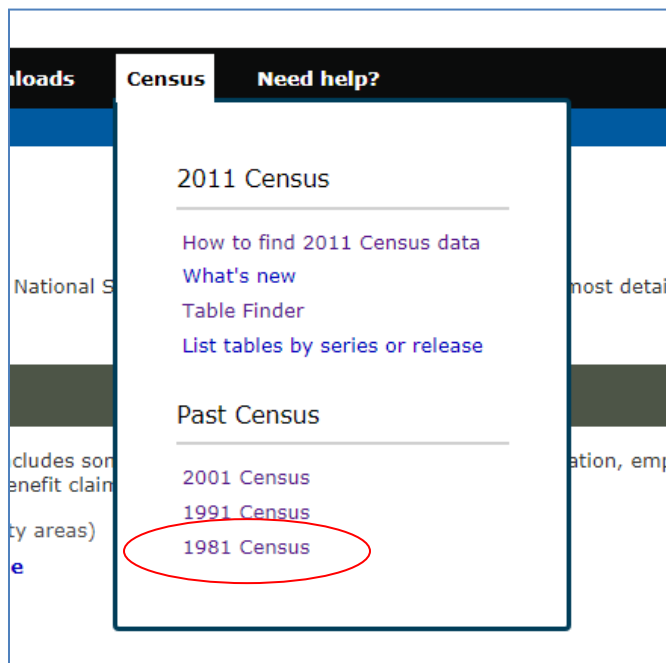 nloads Census Need help?
2011 Census
How to find 2011 Census data
What's new
National S most detai
Table Finder
List tables by series or release
Past Census
cludes son ation, emp
2001 Census
enefit claim
1991 Census
ty areas)
1981 Census
e